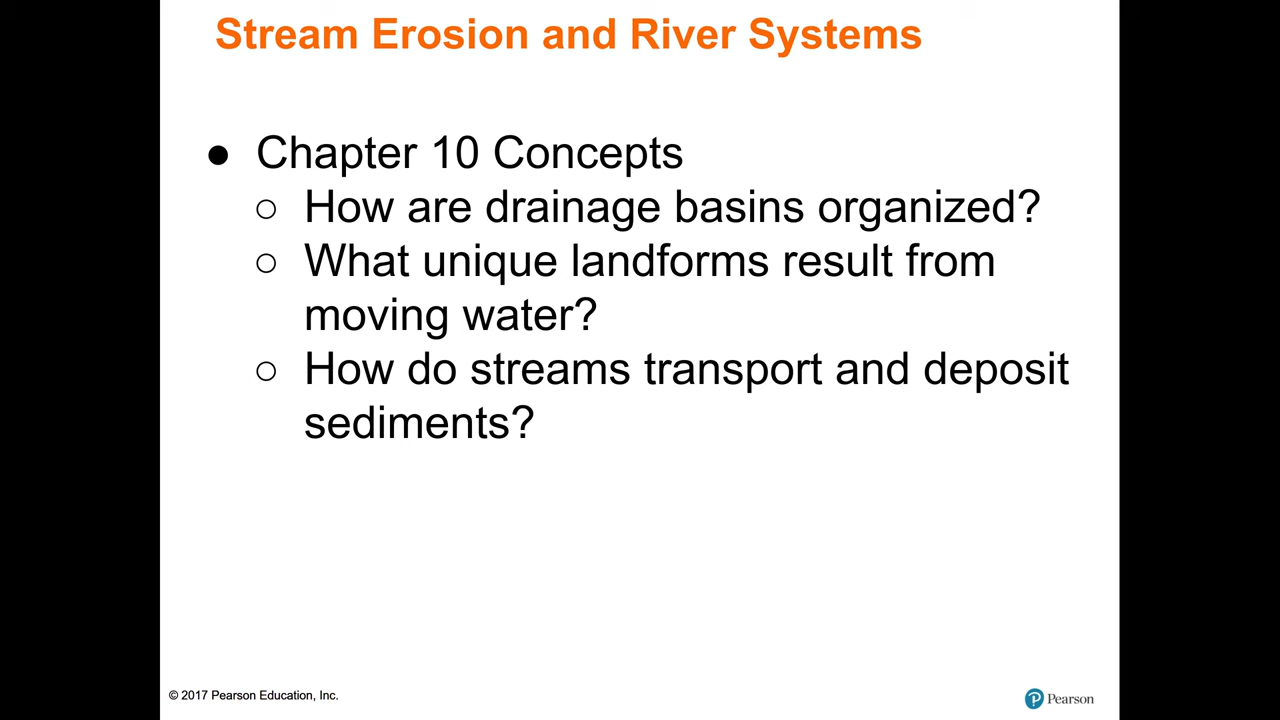 Stream Erosion and River Systems
● Chapter 10 Concepts
○ How are drainage basins organized?
○ What unique landforms result from
moving water?
○ How do streams transport and deposit
sediments?
© 2017 Pearson Education, Inc.
P Pearson